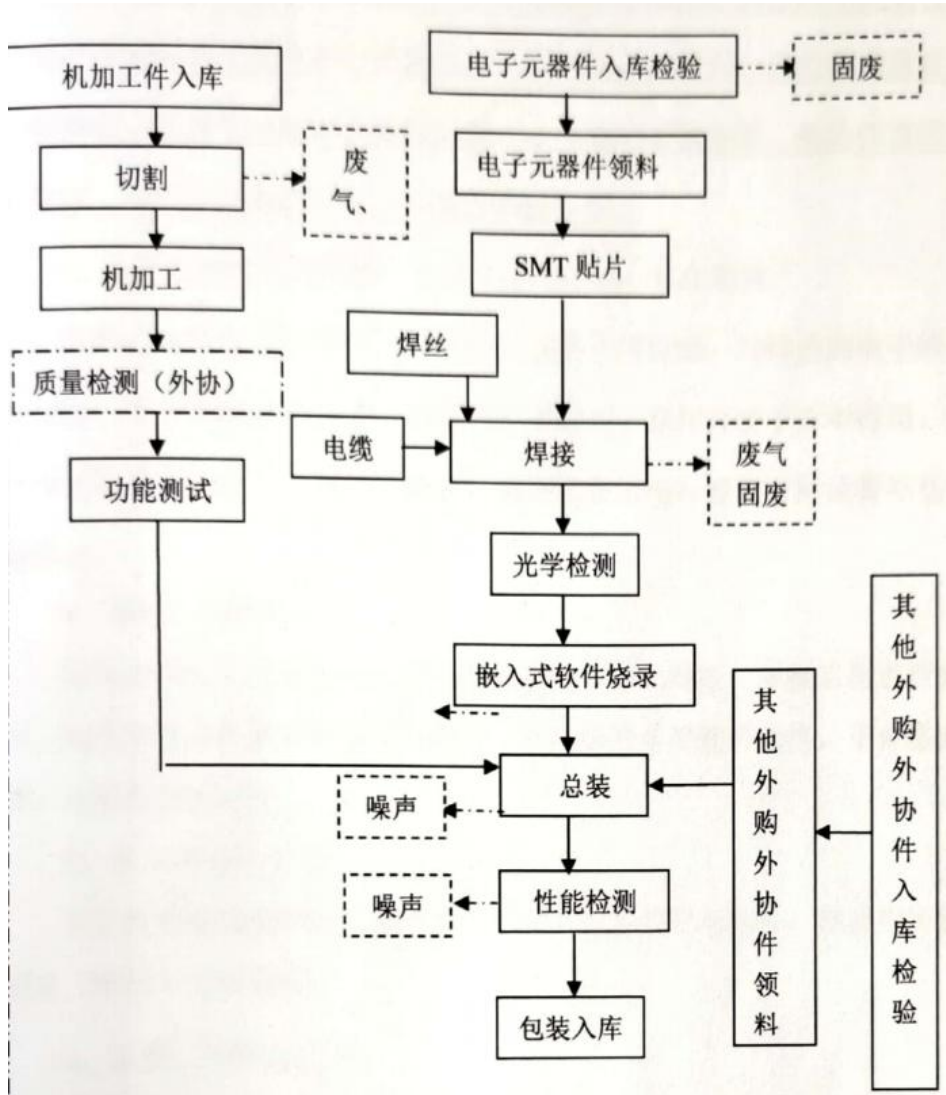 机加工件入库
电子元器件入库检验
固废
切割
废
气、
电子元器件领料
机加工
SMT 贴片
焊丝
质量检测（外协）
电缆
焊接
废气
固废
功能测试
光学检测
其他外购外协件入库检验
嵌入式软件烧录
其他外购外协件领料
总装
噪声
性能检测
噪声
包装入库